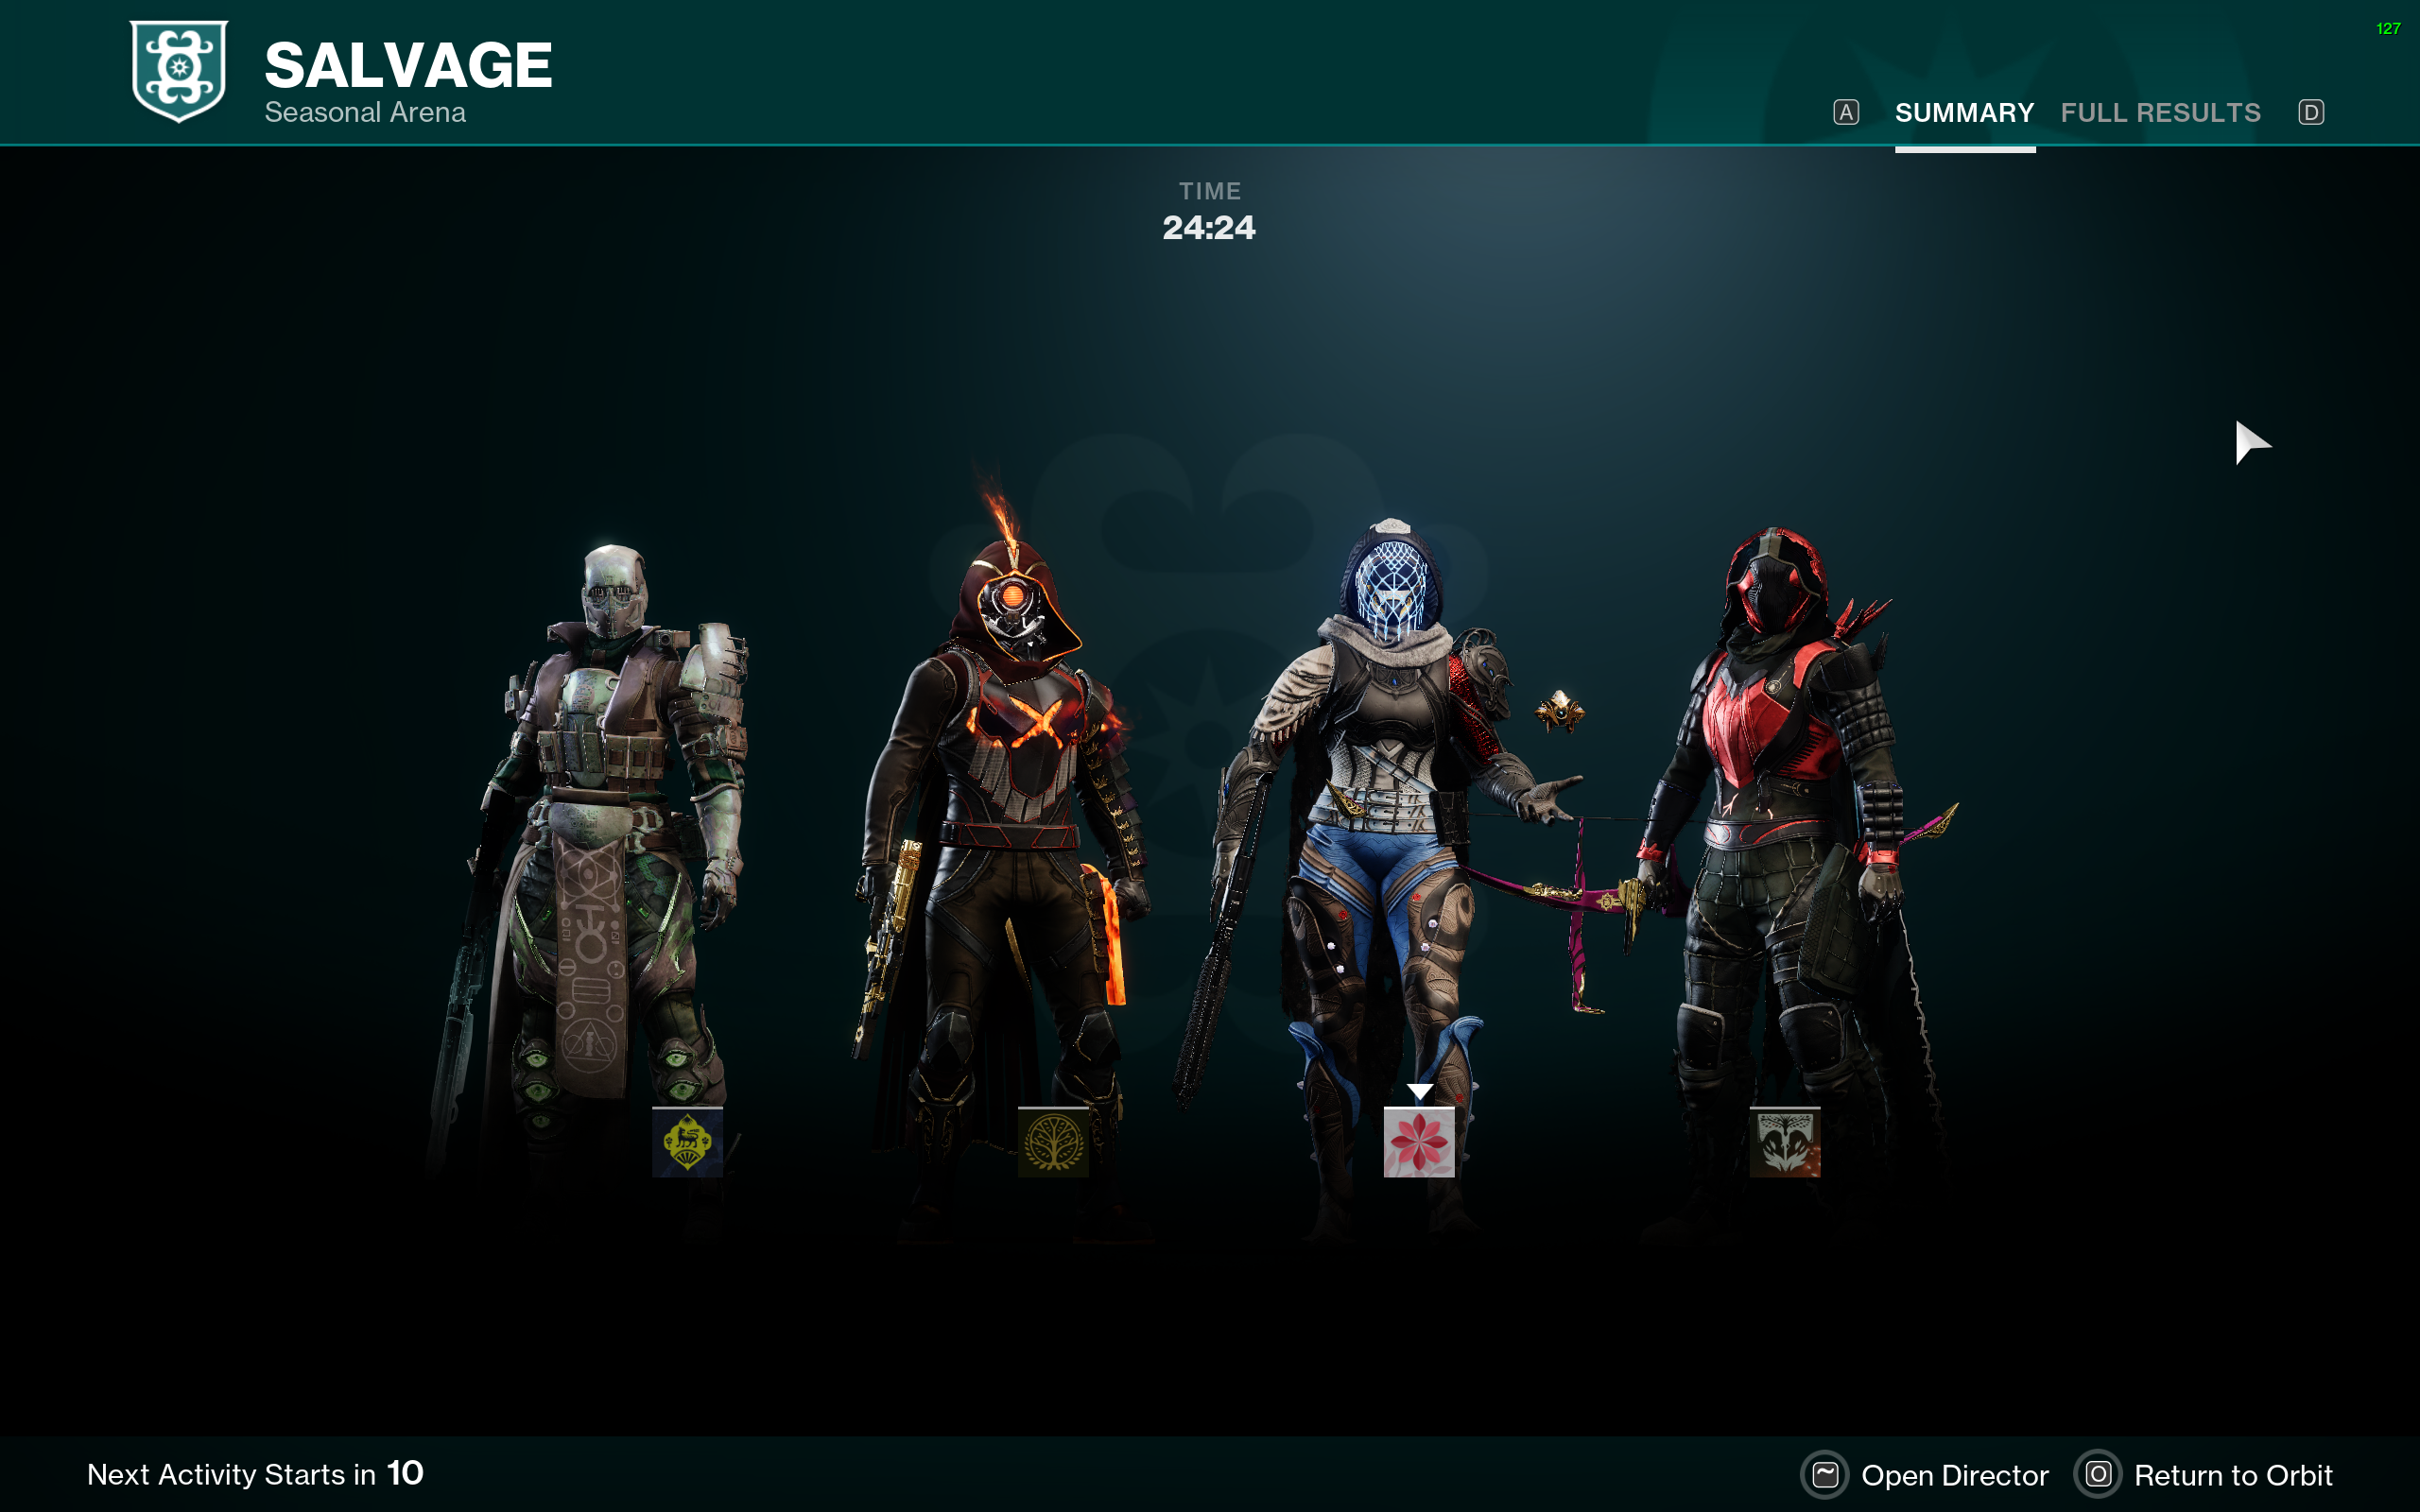 SALVAGE
Seasonal Arena
127
A SUMMARY FULL RESULTS D
TIME
24:24
Next Activity Starts in 10
~ Open Director O Return to Orbit